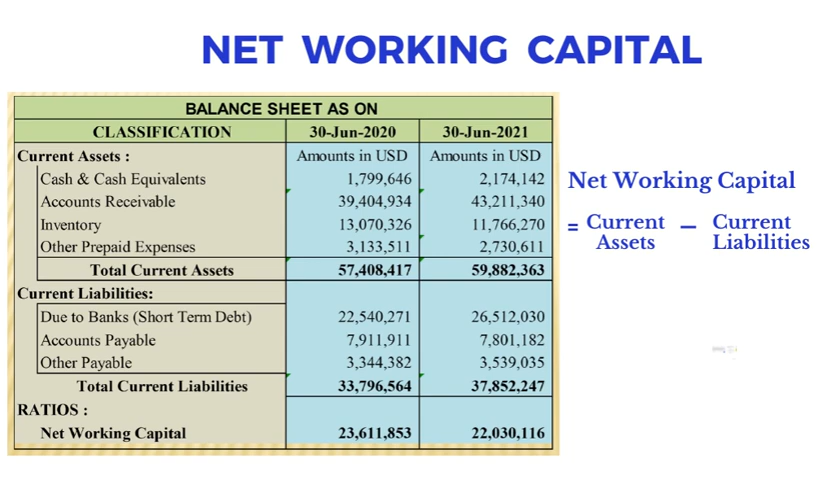 NET WORKING CAPITAL
BALANCE SHEET AS ON
CLASSIFICATION 30-Jun-2020 30-Jun-2021
Current Assets : Amounts in USD Amounts in USD
Cash & Cash Equivalents 1,799,646 2,174,142
Accounts Receivable 39,404,934 43,211,340
Inventory 13,070,326 11,766,270
Other Prepaid Expenses 3,133,511 2,730,611
Total Current Assets 57,408,417 59,882,363
Current Liabilities:
Due to Banks (Short Term Debt) 22,540,271 26,512,030
Accounts Payable 7,911,911 7,801,182
Other Payable 3,344,382 3,539,035
Total Current Liabilities 33,796,564 37,852,247
RATIOS :
Net Working Capital 23,611,853 22,030,116
Net Working Capital
= Current Assets – Current Liabilities